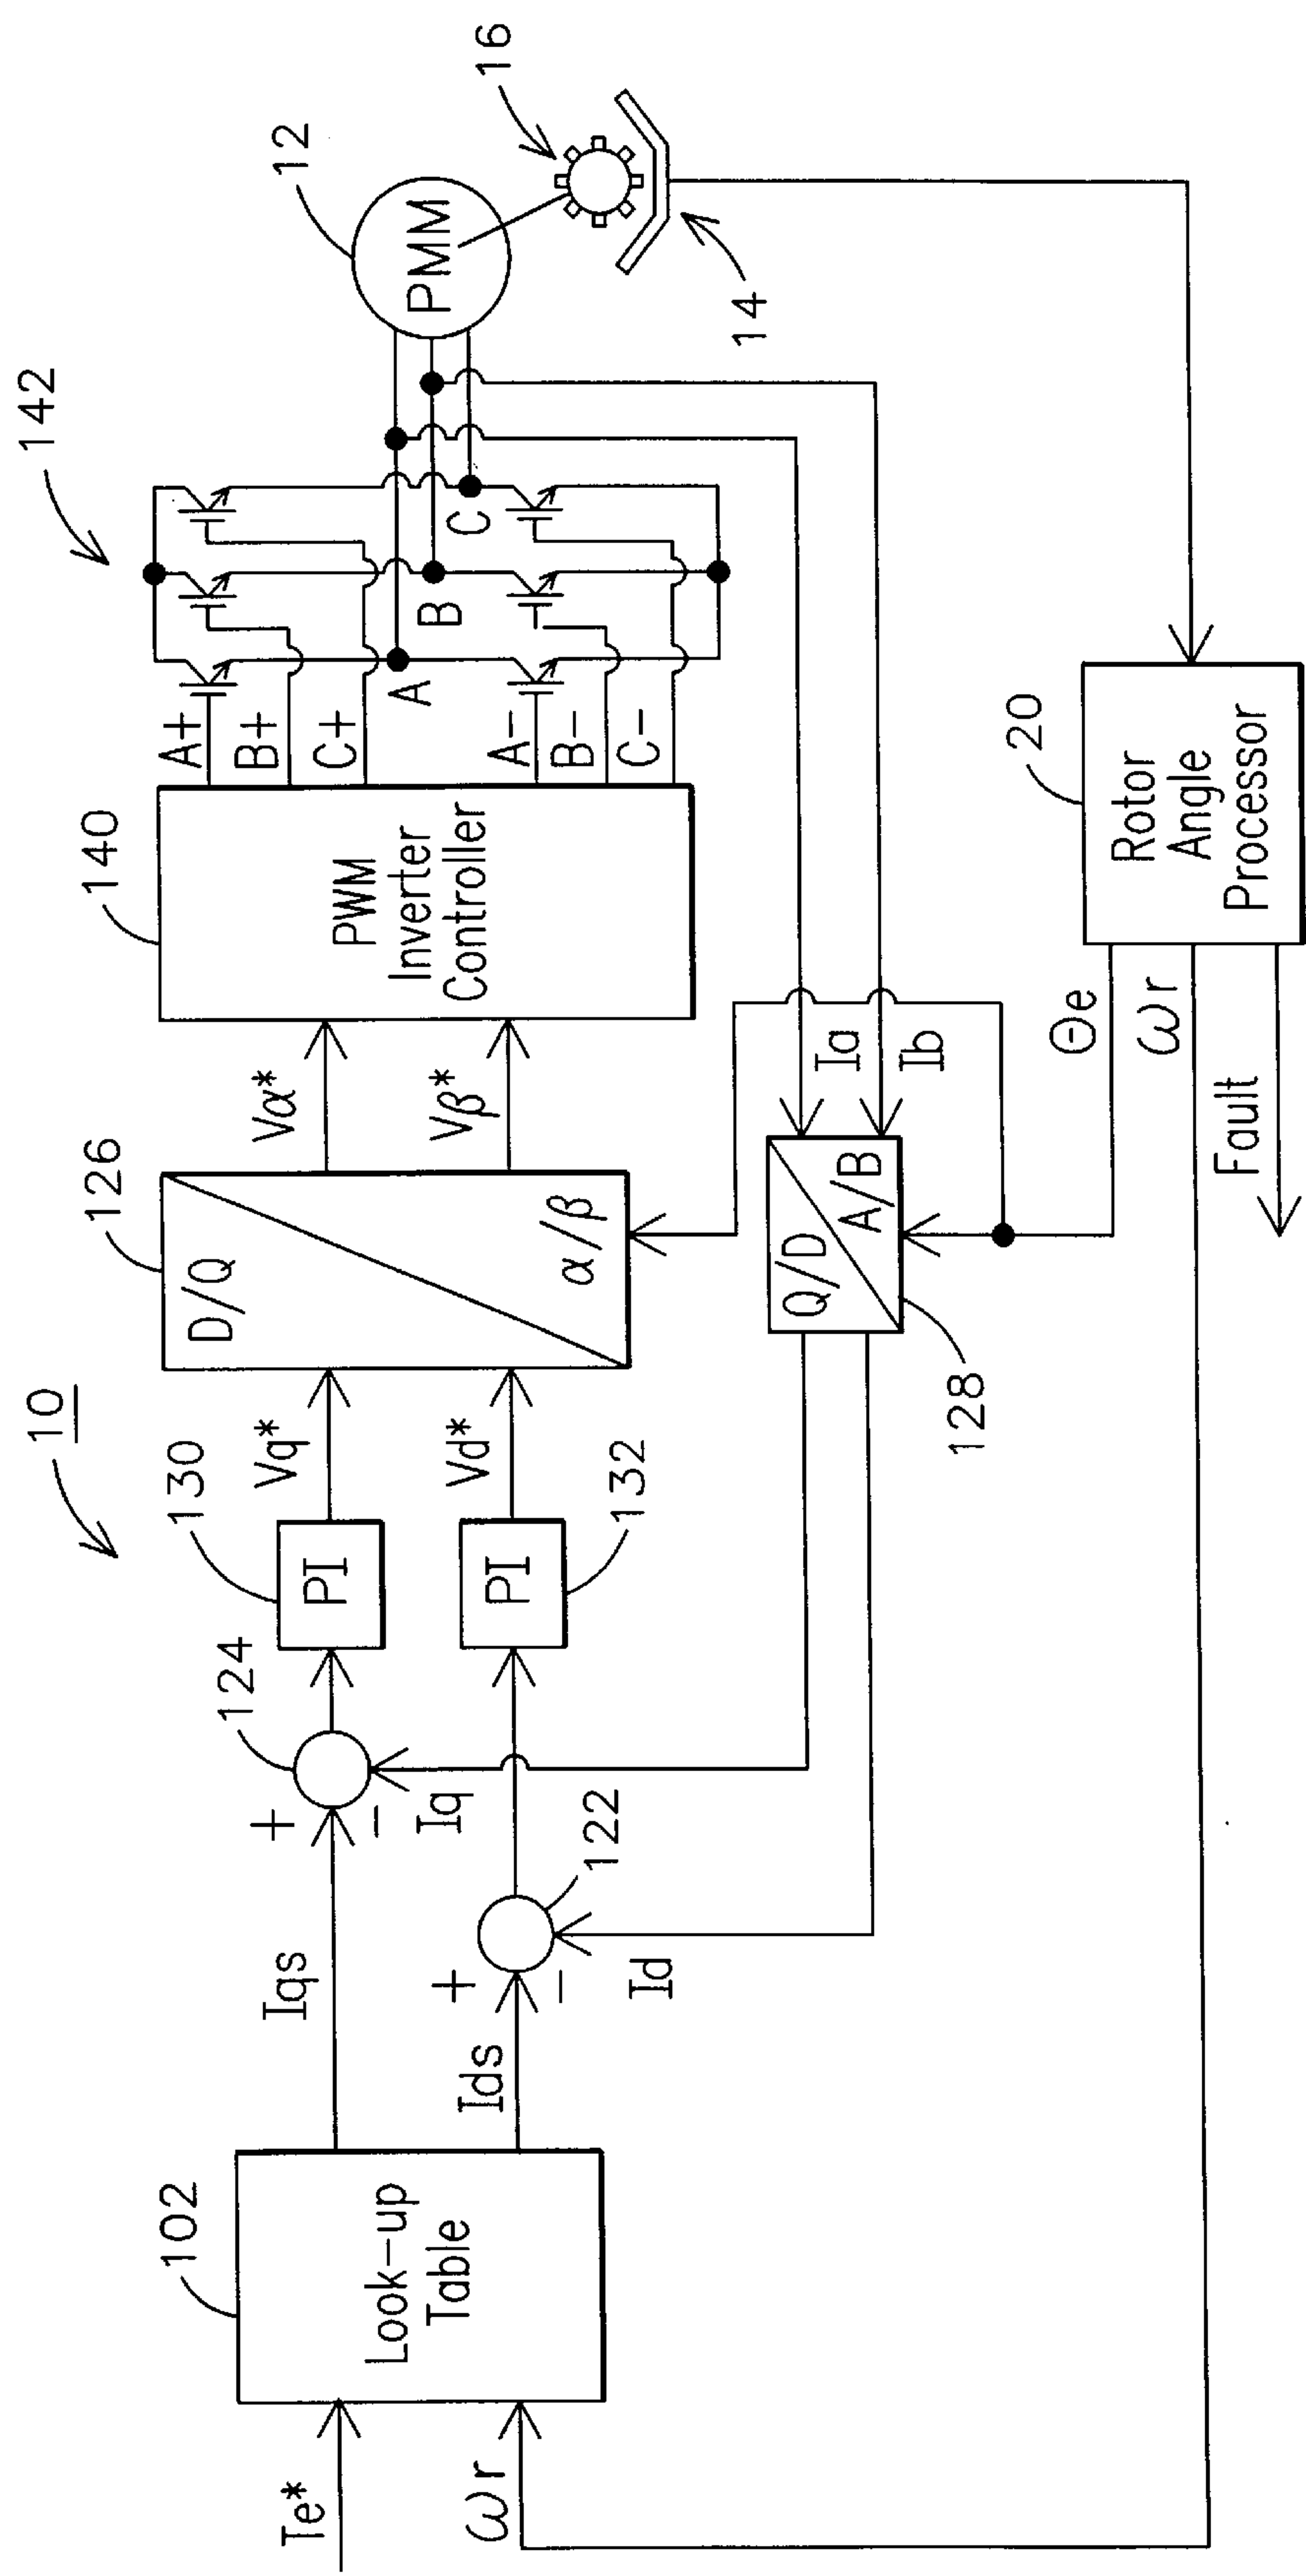 10
142
12
16
14
Te*
ωr
102
Look-up
Table
Iqs
Ids
+
−
124
Iq
+
−
122
Id
130
PI
132
PI
Vq*
Vd*
126
D/Q
α/β
Vα*
Vβ*
140
PWM
Inverter
Controller
A+
B+
C+
A−
B−
C−
A
B
C
PMM
128
Q/D
A/B
Ia
Ib
20
Rotor
Angle
Processor
Θe
ωr
Fault